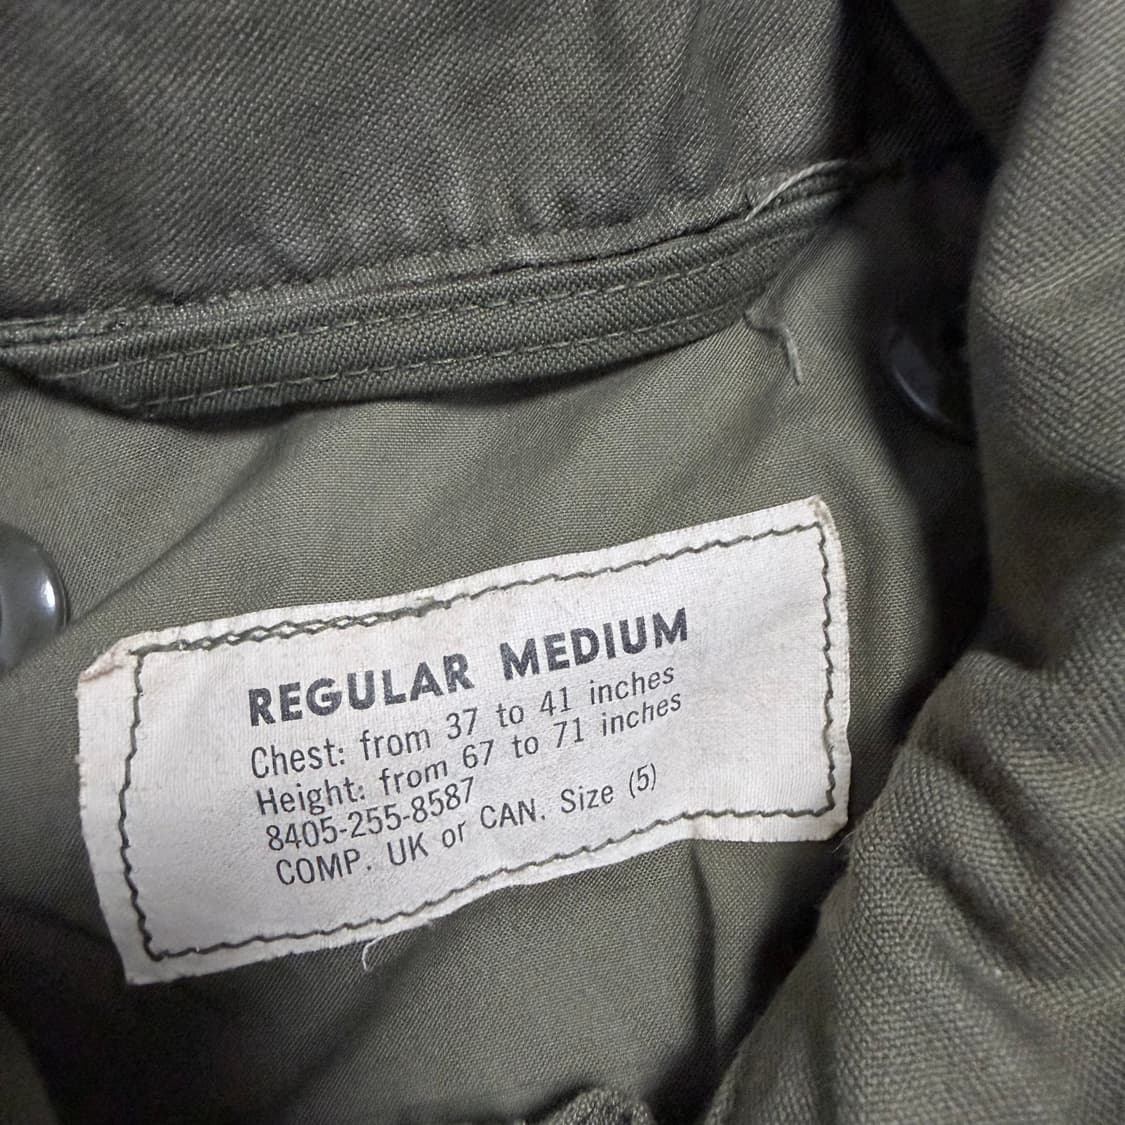 REGULAR MEDIUM
Chest: from 37 to 41 inches
Height: from 67 to 71 inches
8405-255-8587
COMP. UK or CAN. Size (5)